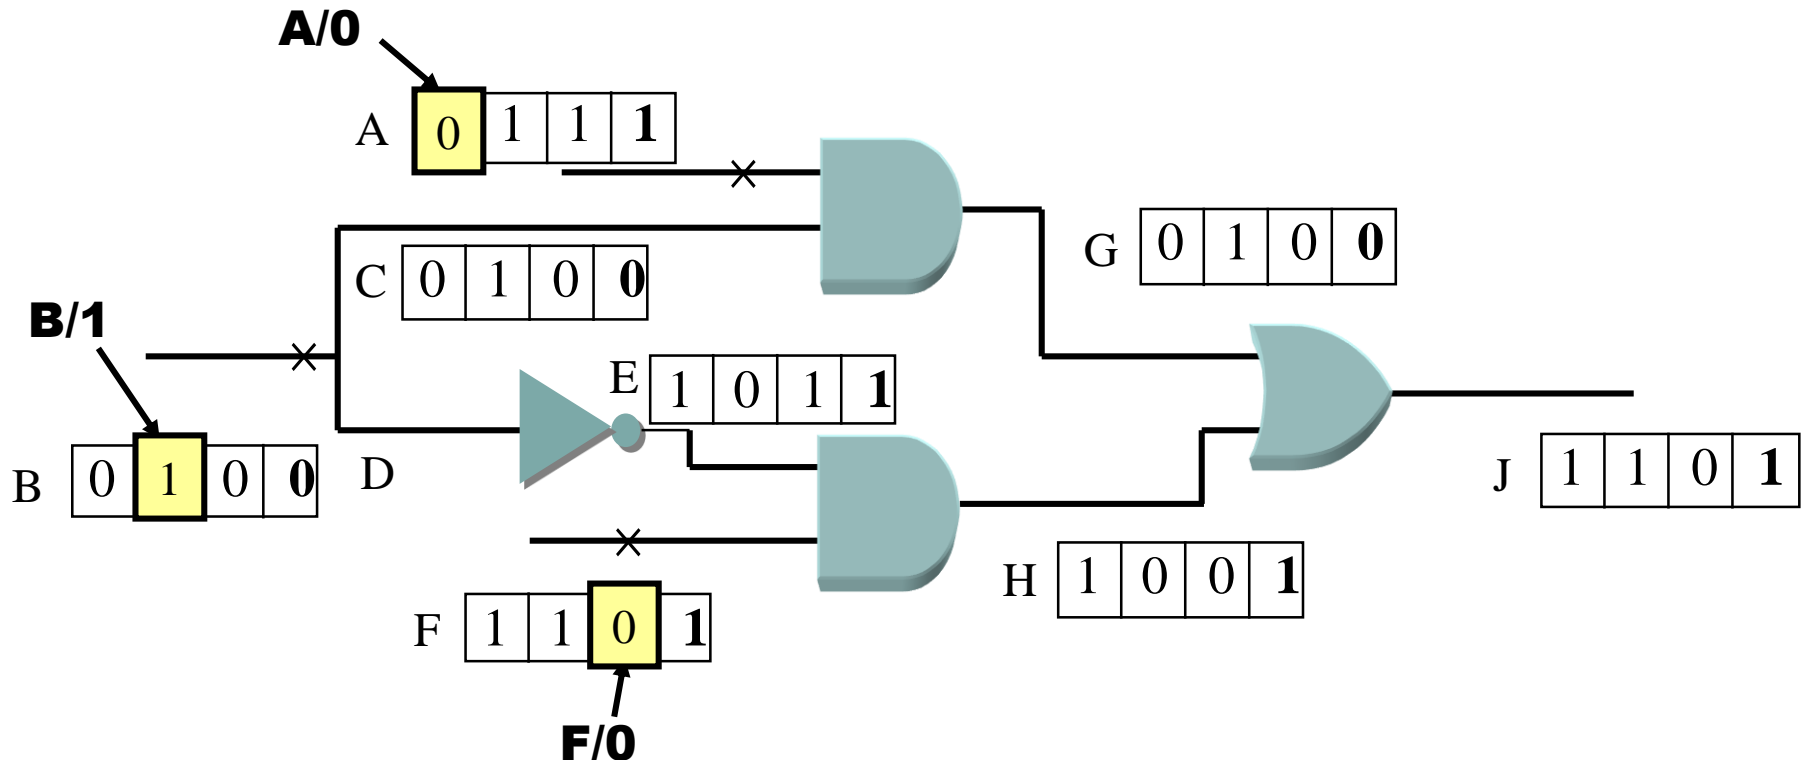 A/0
A 0 1 1 1
G 0 1 0 0
C 0 1 0 0
B/1
E 1 0 1 1
B 0 1 0 0
D
J 1 1 0 1
H 1 0 0 1
F 1 1 0 1
F/0